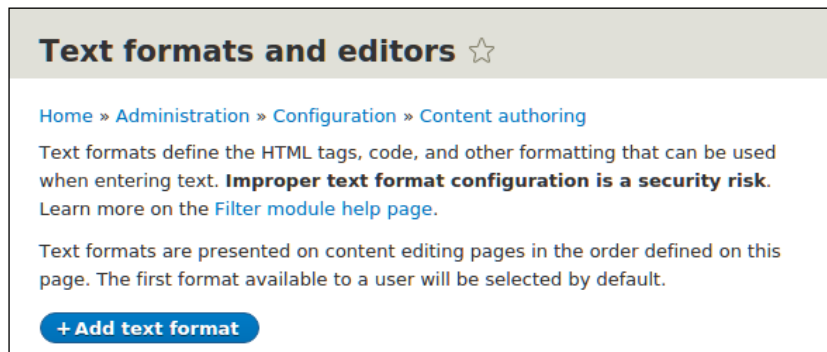 Text formats and editors
Home » Administration » Configuration » Content authoring
Text formats define the HTML tags, code, and other formatting that can be used
when entering text. Improper text format configuration is a security risk.
Learn more on the Filter module help page.
Text formats are presented on content editing pages in the order defined on this
page. The first format available to a user will be selected by default.
+ Add text format